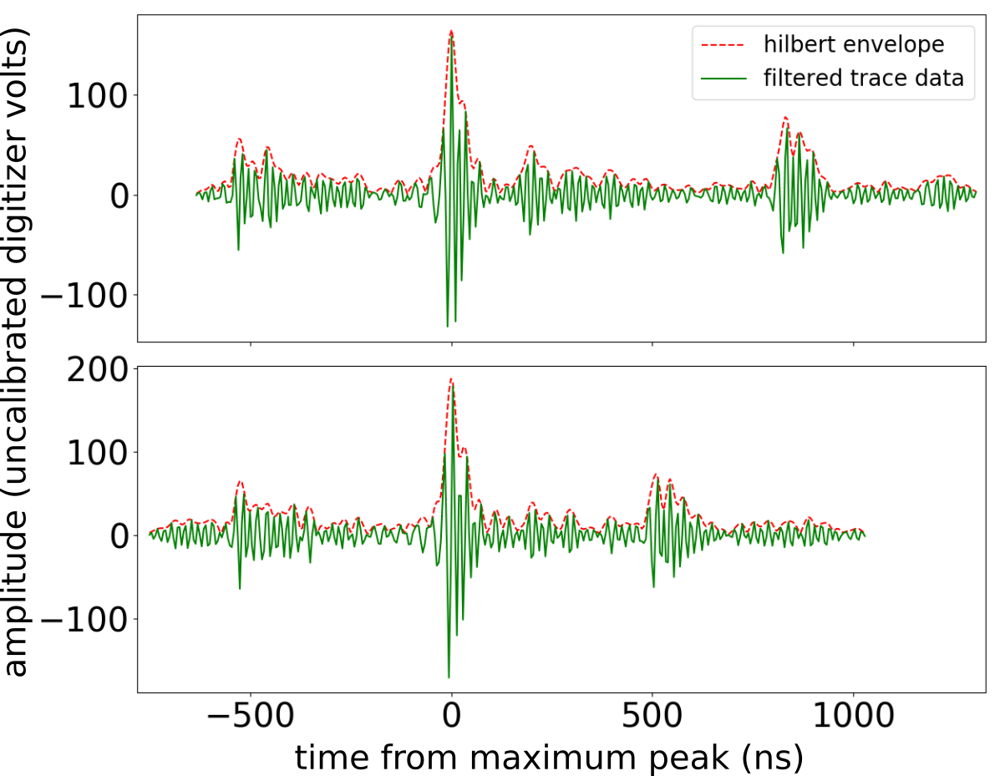 amplitude (uncalibrated digitizer volts)
hilbert envelope
filtered trace data
100
0
−100
200
100
0
−100
−500
0
500
1000
time from maximum peak (ns)